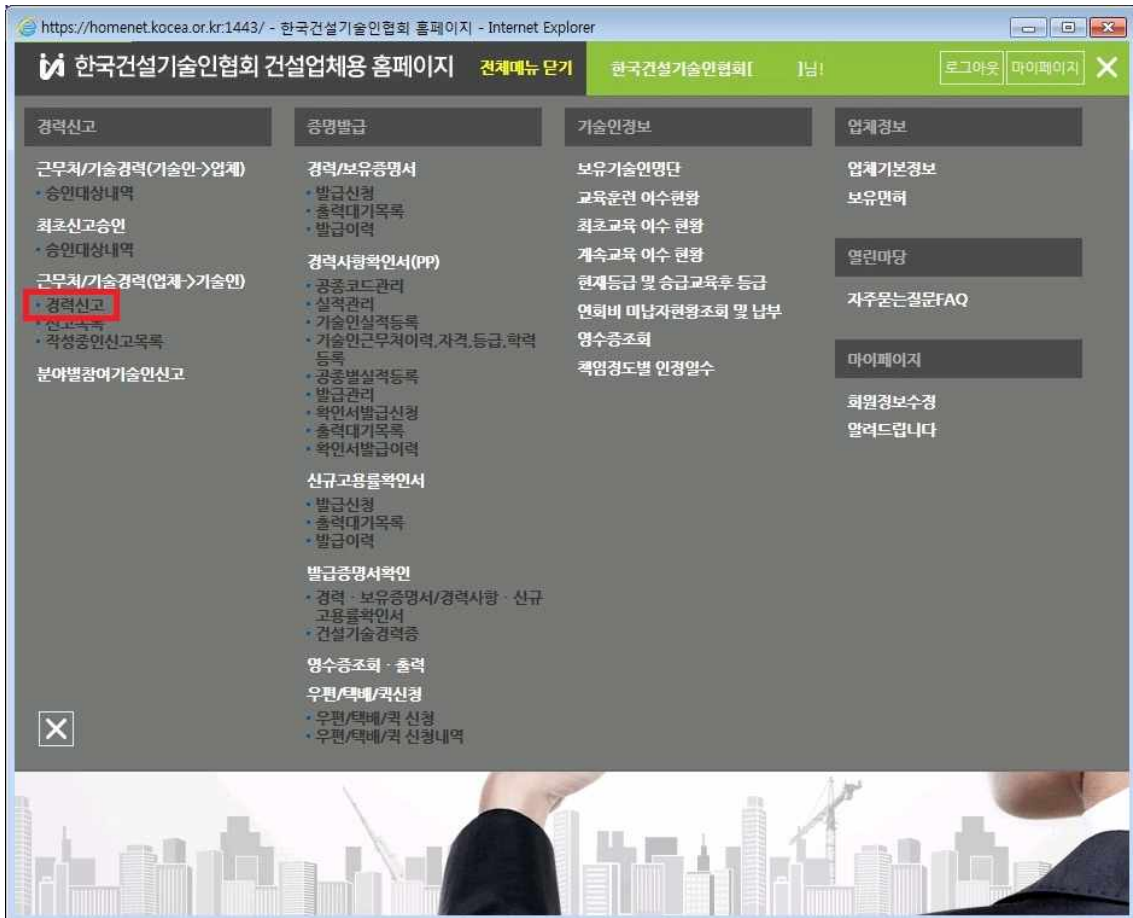 https://homenet.kocea.or.kr:1443/ - 한국건설기술인협회 홈페이지 - Internet Explorer
한국건설기술인협회 건설업체용 홈페이지 전체메뉴 닫기 한국건설기술인협회[ ]님! 로그아웃 마이페이지
경력신고
근무처/기술경력(기술인->업체)
승인대상내역
최초신고승인
승인대상내역
근무처/기술경력(업체->기술인)
경력신고
신고목록
작성중인신고목록
분야별참여기술인신고
증명발급
경력/보유증명서
발급신청
출력대기목록
발급이력
경력사항확인서(PP)
공종코드관리
실적관리
기술인실적등록
기술인근무처이력,자격,등급,학력
등록
공종별실적등록
발급관리
확인서발급신청
출력대기목록
확인서발급이력
신규고용률확인서
발급신청
출력대기목록
발급이력
발급증명서확인
경력 · 보유증명서/경력사항 · 신규
고용률확인서
건설기술경력증
영수증조회 · 출력
우편/택배/퀵신청
우편/택배/퀵 신청
우편/택배/퀵 신청내역
기술인정보
보유기술인명단
교육훈련 이수현황
최초교육 이수 현황
계속교육 이수 현황
현재등급 및 승급교육후 등급
연회비 미납자현황조회 및 납부
영수증조회
책임정도별 인정일수
업체정보
업체기본정보
보유면허
열린마당
자주묻는질문FAQ
마이페이지
회원정보수정
알려드립니다